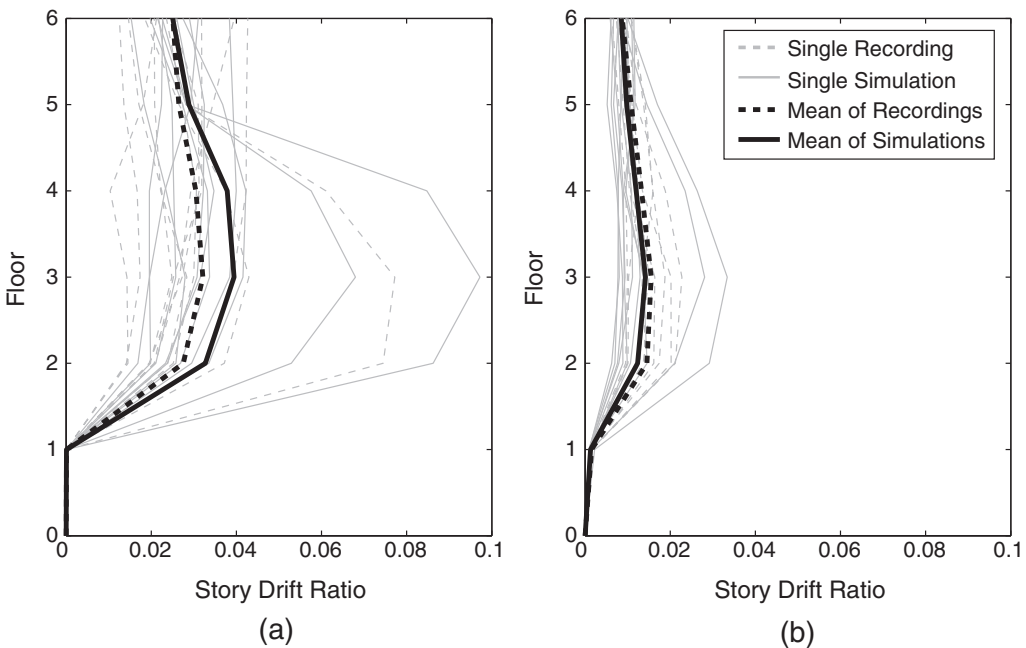 6
5
4
3
2
1
0
Floor
0
0.02
0.04
0.06
0.08
0.1
Story Drift Ratio
(a)
6
5
4
3
2
1
0
Floor
0
0.02
0.04
0.06
0.08
0.1
Story Drift Ratio
(b)
Single Recording
Single Simulation
Mean of Recordings
Mean of Simulations